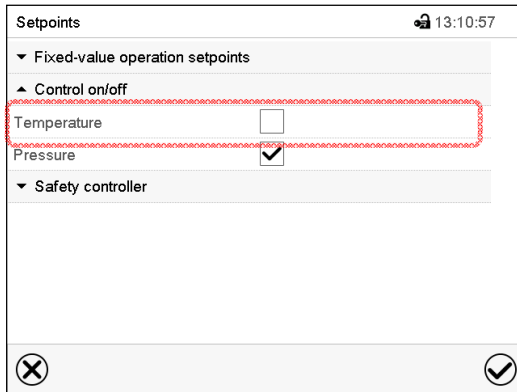 Setpoints 13:10:57
Fixed-value operation setpoints
Control on/off
Temperature
Pressure
Safety controller